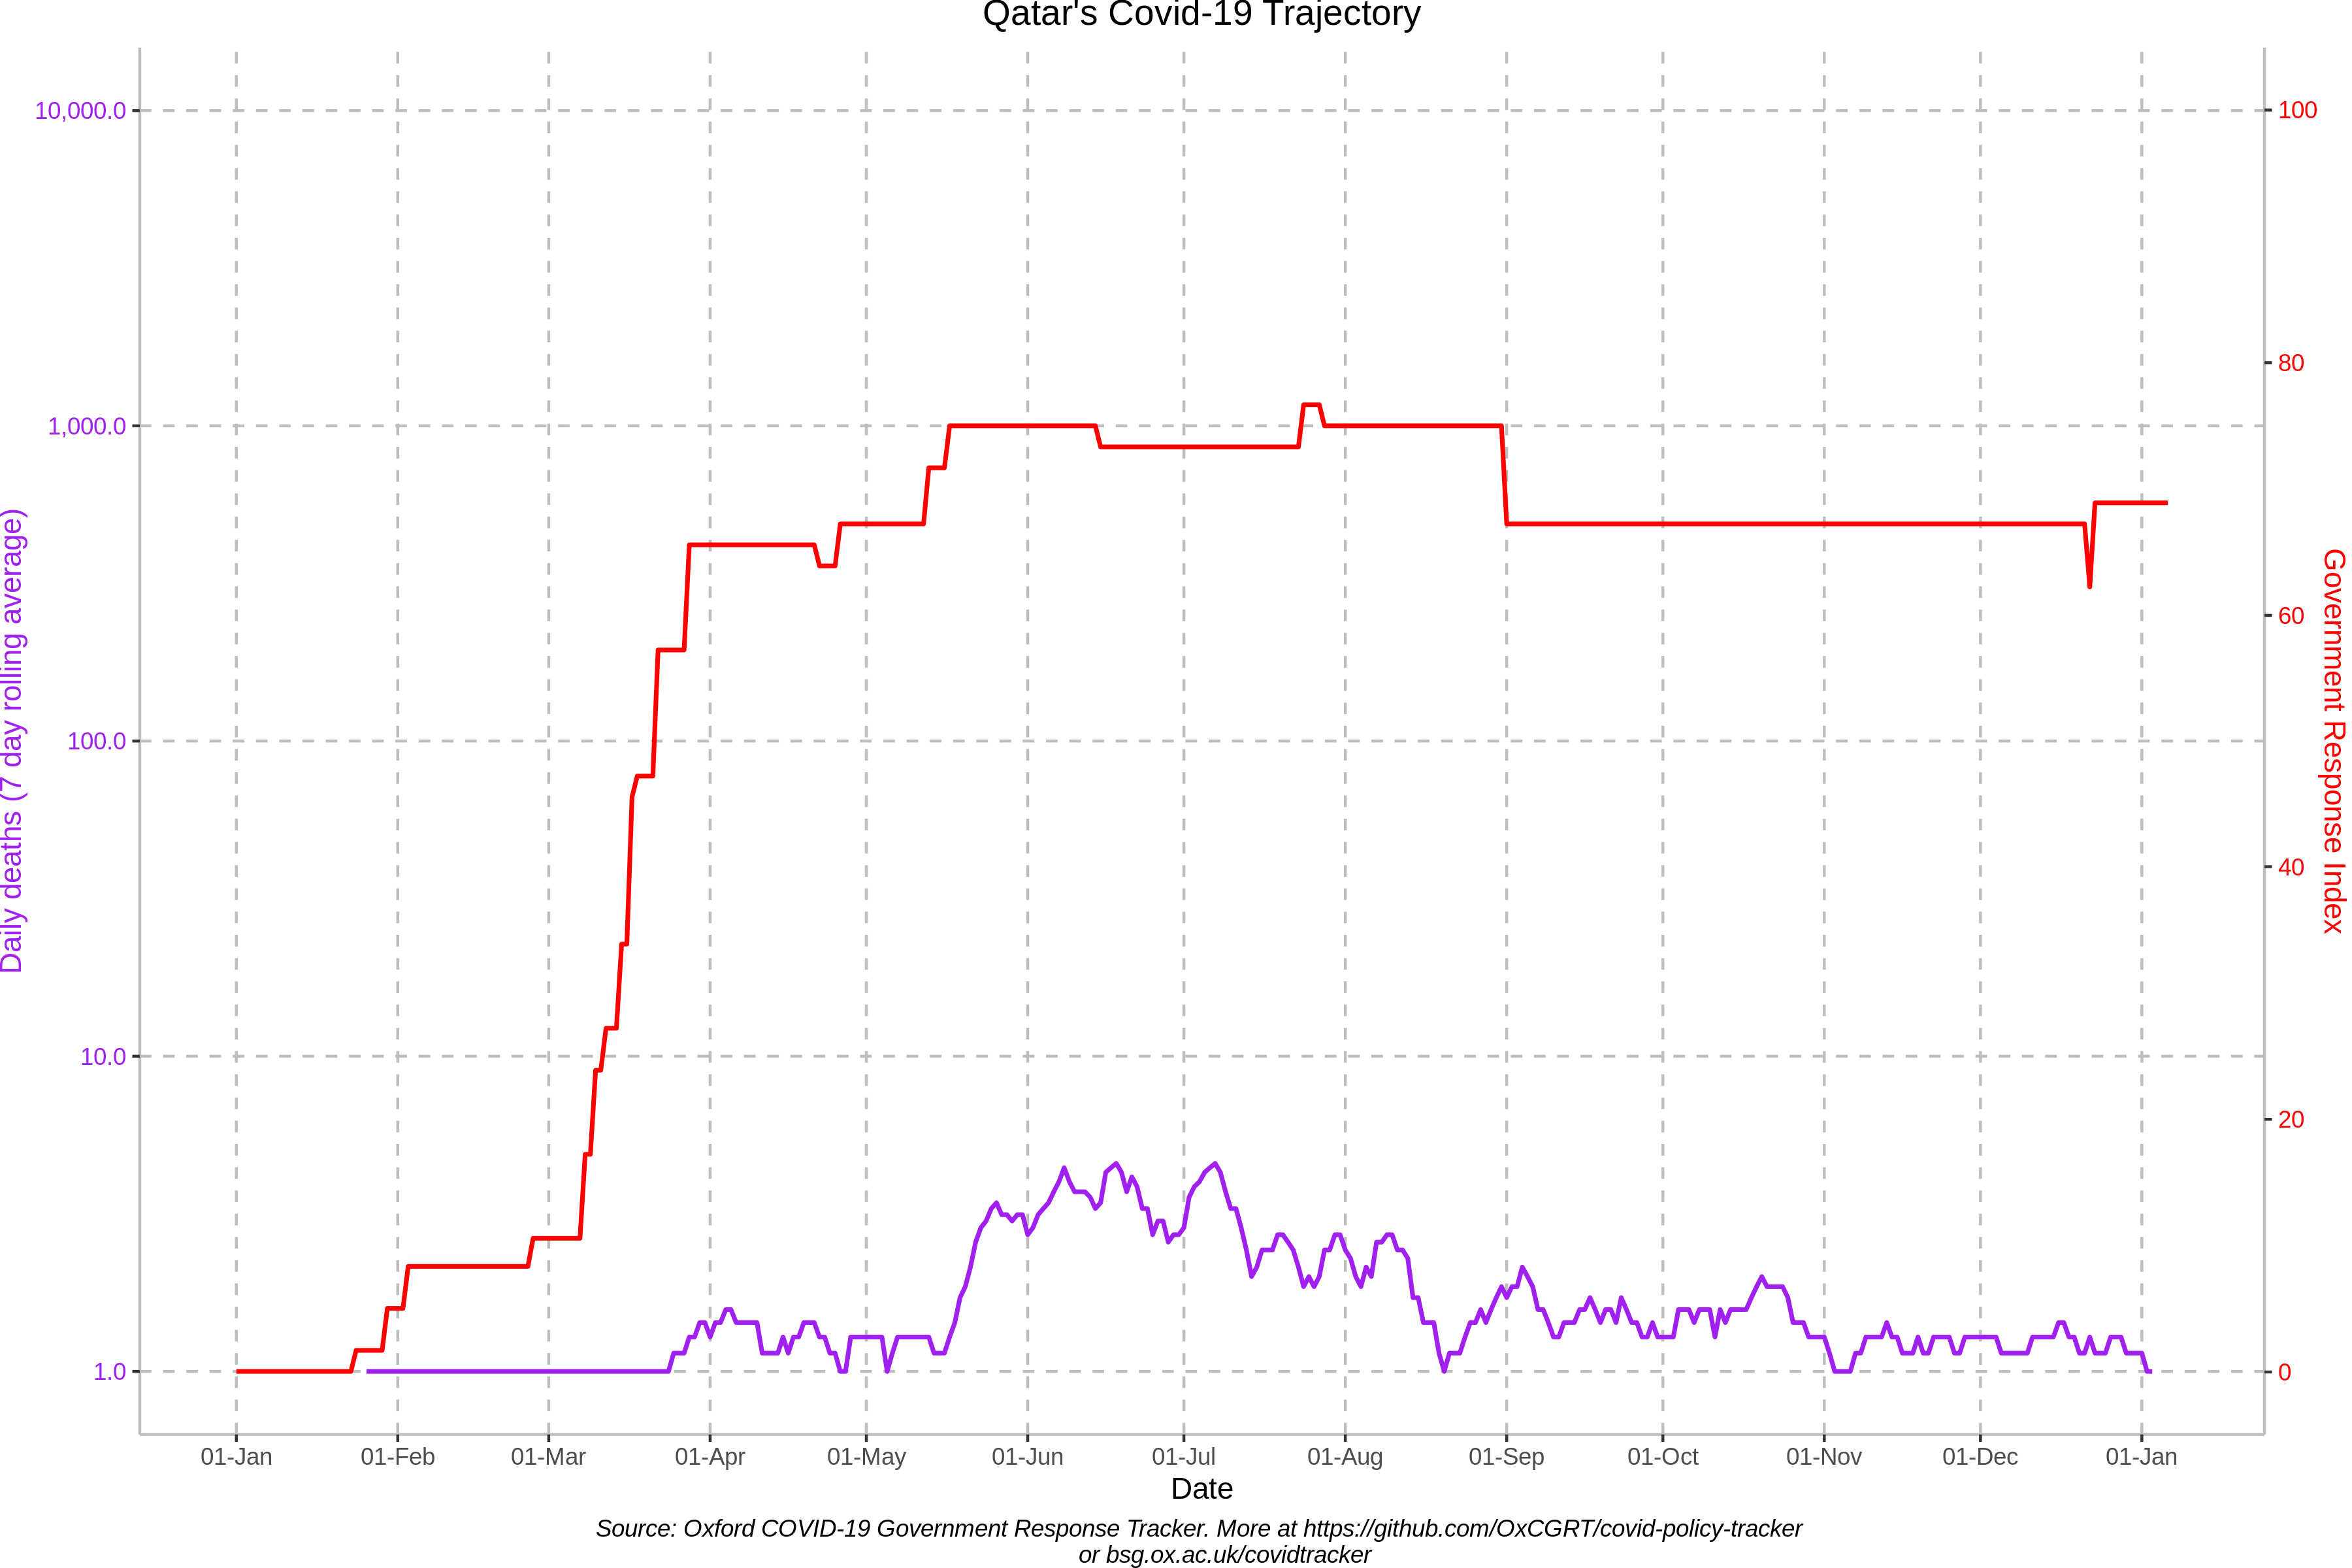 Qatar's Covid-19 Trajectory
10,000.0
1,000.0
100.0
10.0
1.0
Daily deaths (7 day rolling average)
100
80
60
40
20
0
Government Response Index
01-Jan
01-Feb
01-Mar
01-Apr
01-May
01-Jun
01-Jul
01-Aug
01-Sep
01-Oct
01-Nov
01-Dec
01-Jan
Date
Source: Oxford COVID-19 Government Response Tracker. More at https://github.com/OxCGRT/covid-policy-tracker
or bsg.ox.ac.uk/covidtracker